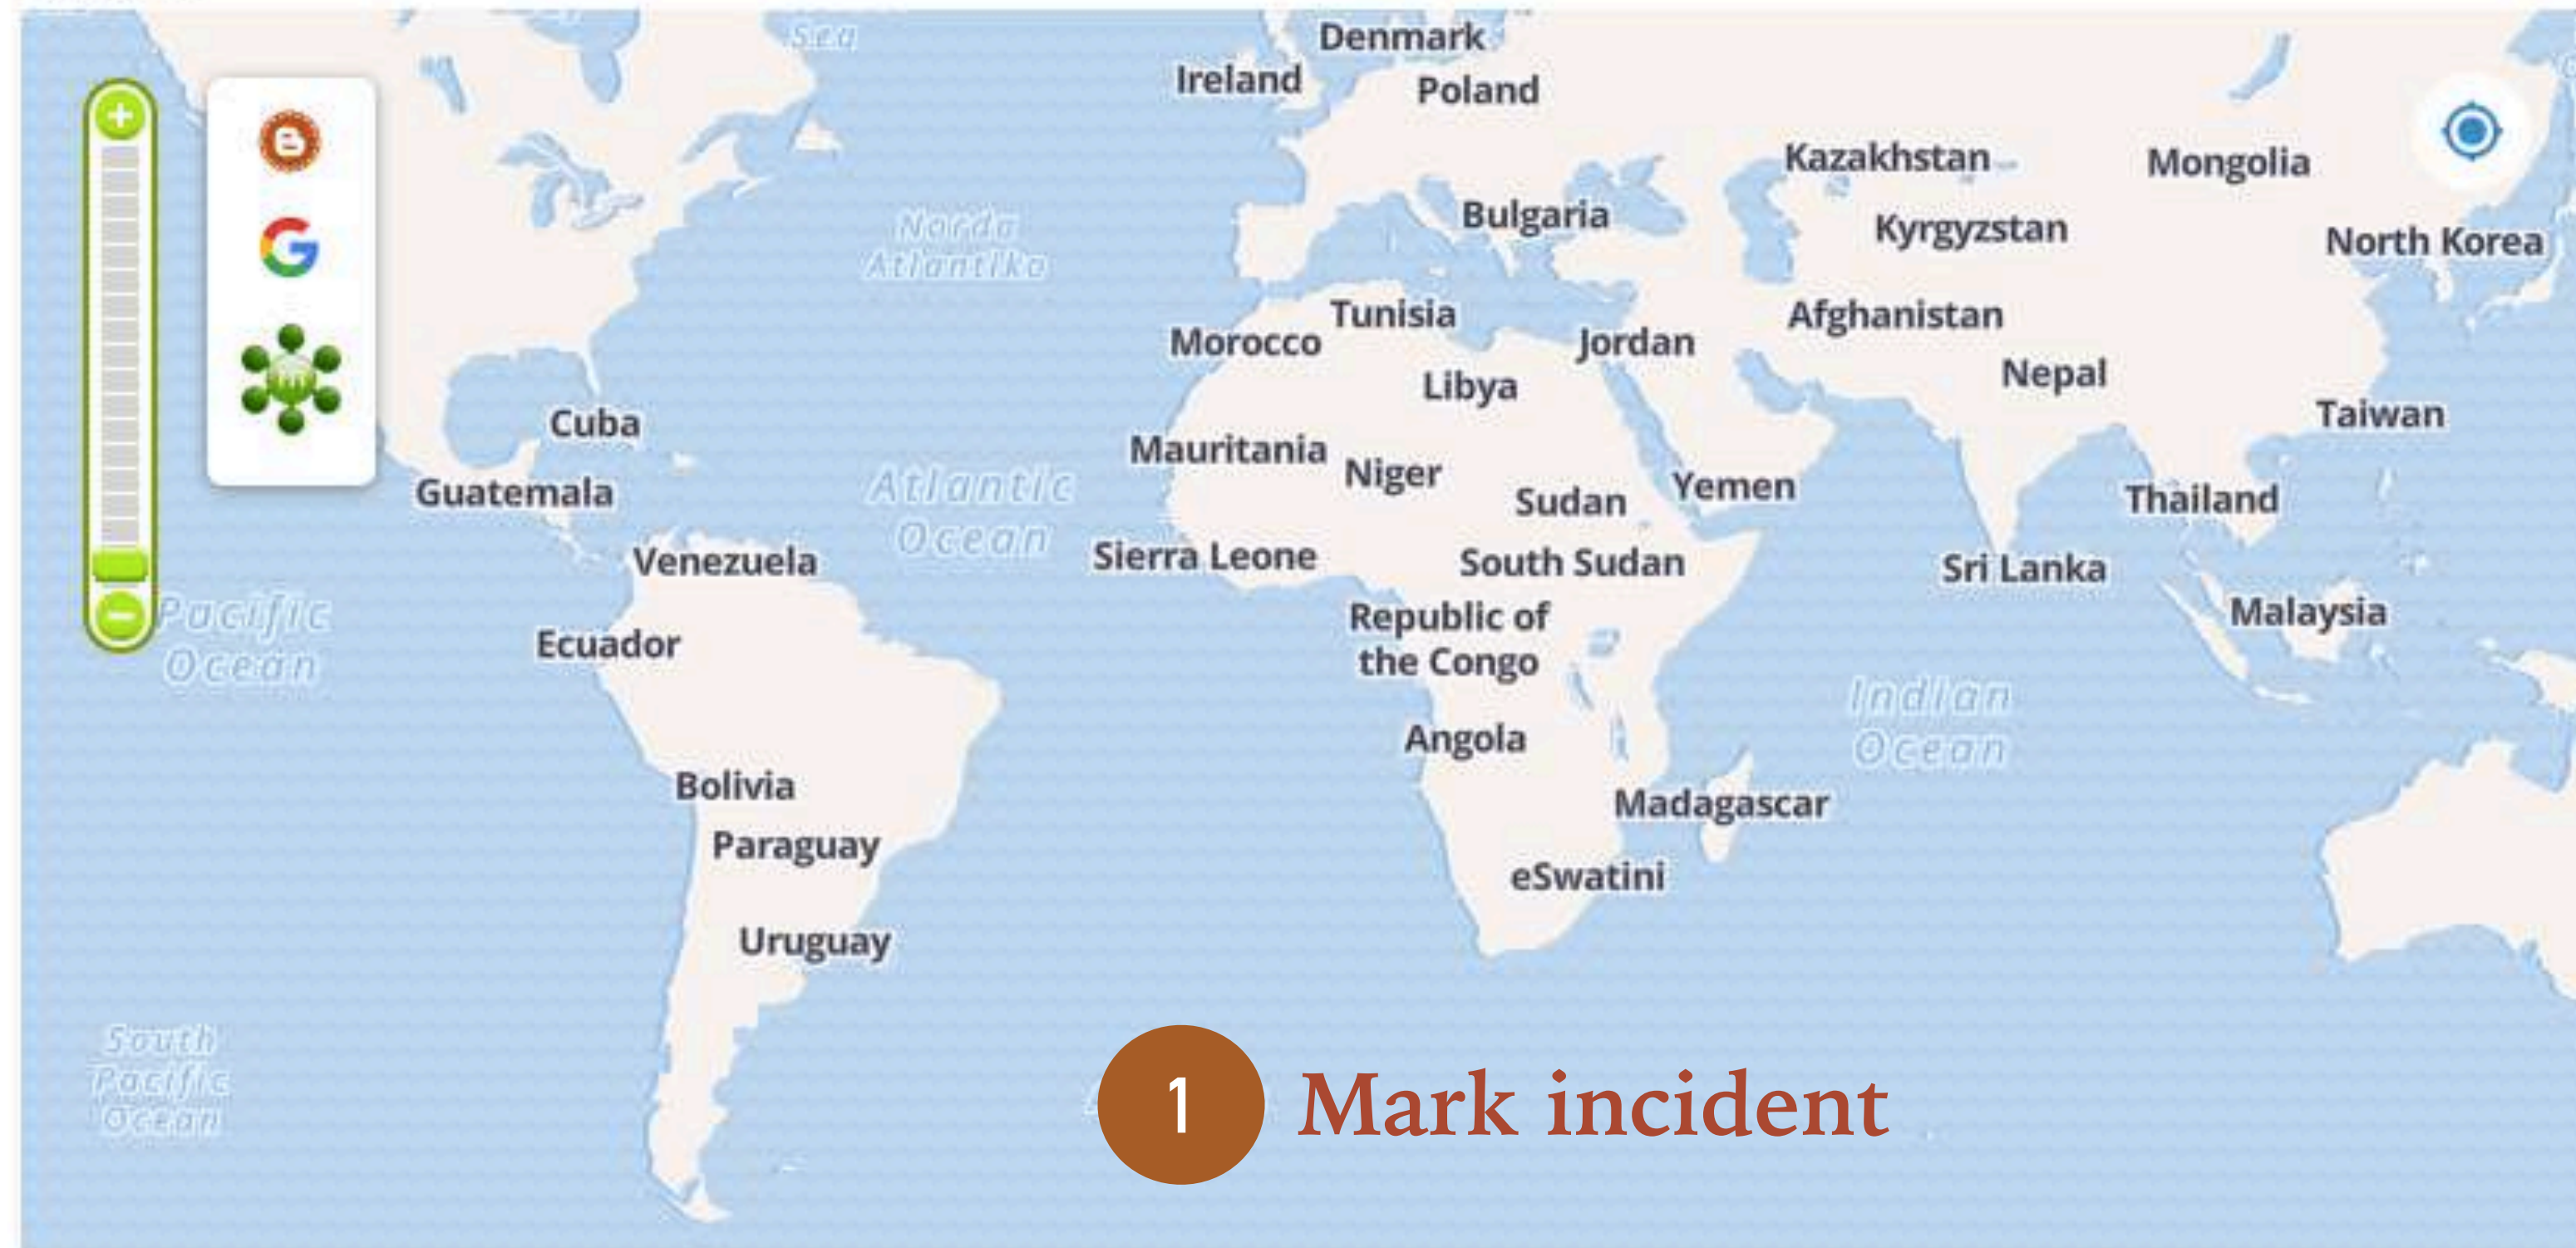 Sea
Denmark
Ireland
Poland
Kazakhstan
Mongolia
Bulgaria
Kyrgyzstan
North Korea
Norda
Atlantiko
Tunisia
Morocco
Jordan
Afghanistan
Libya
Nepal
Cuba
Taiwan
Mauritania
Niger
Guatemala
Sudan
Yemen
Thailand
Atlantic
Ocean
Venezuela
Sierra Leone
South Sudan
Sri Lanka
Pacific
Ocean
Ecuador
Republic of
the Congo
Malaysia
Indian
Ocean
Angola
Bolivia
Madagascar
Paraguay
eSwatini
Uruguay
South
Pacific
Ocean
1 Mark incident